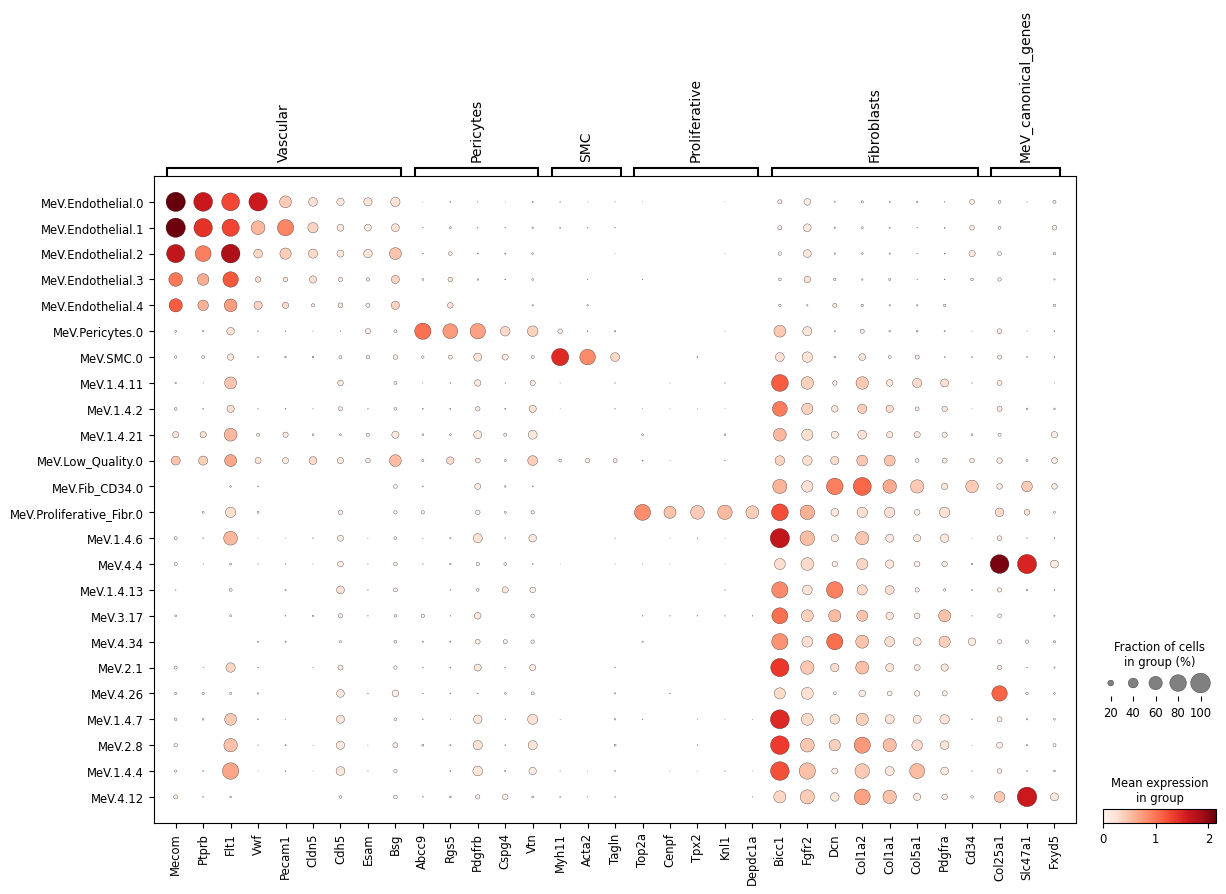 Vascular
Pericytes
SMC
Proliferative
Fibroblasts
MeV_canonical_genes
MeV.Endothelial.0
MeV.Endothelial.1
MeV.Endothelial.2
MeV.Endothelial.3
MeV.Endothelial.4
MeV.Pericytes.0
MeV.SMC.0
MeV.1.4.11
MeV.1.4.2
MeV.1.4.21
MeV.Low_Quality.0
MeV.Fib_CD34.0
MeV.Proliferative_Fibr.0
MeV.1.4.6
MeV.4.4
MeV.1.4.13
MeV.3.17
MeV.4.34
MeV.2.1
MeV.4.26
MeV.1.4.7
MeV.2.8
MeV.1.4.4
MeV.4.12
Mecom
Ptprb
Flt1
Vwf
Pecam1
Cldn5
Cdh5
Esam
Bsg
Abcc9
Rgs5
Pdgfrb
Cspg4
Vtn
Myh11
Acta2
Tagln
Top2a
Cenpf
Tpx2
Knl1
Depdc1a
Bicc1
Fgfr2
Dcn
Col1a2
Col1a1
Col5a1
Pdgfra
Cd34
Col25a1
Slc47a1
Fxyd5
Fraction of cells
in group (%)
20 40 60 80 100
Mean expression
in group
0 1 2